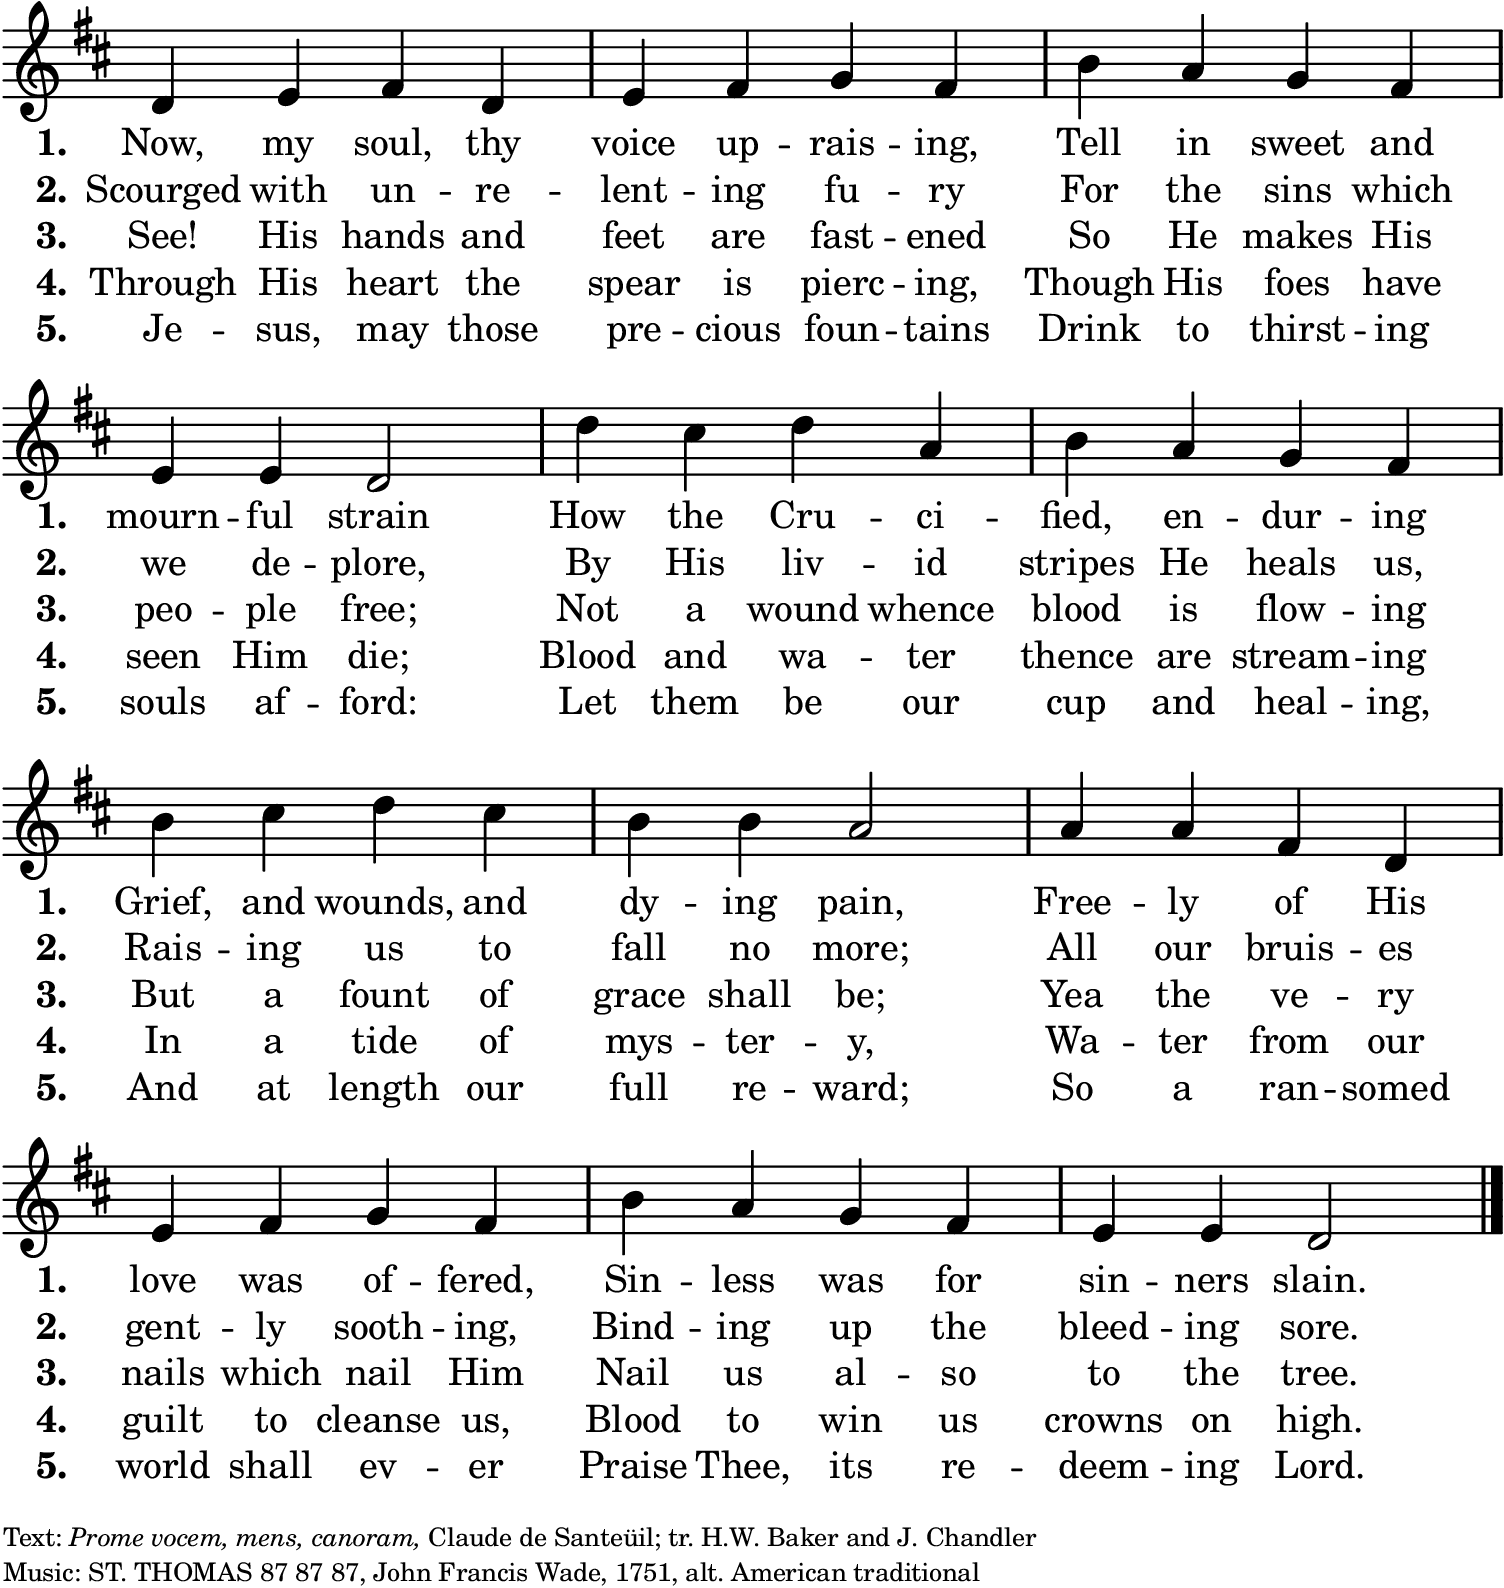 1. Now, my soul, thy voice up - rais - ing, Tell in sweet and
2. Scourged with un - re - lent - ing fu - ry For the sins which
3. See! His hands and feet are fast - ened So He makes His
4. Through His heart the spear is pierc - ing, Though His foes have
5. Je - sus, may those pre - cious foun - tains Drink to thirst - ing
1. mourn - ful strain How the Cru - ci - fied, en - dur - ing
2. we de - plore, By His liv - id stripes He heals us,
3. peo - ple free; Not a wound whence blood is flow - ing
4. seen Him die; Blood and wa - ter thence are stream - ing
5. souls af - ford: Let them be our cup and heal - ing,
1. Grief, and wounds, and dy - ing pain, Free - ly of His
2. Rais - ing us to fall no more; All our bruis - es
3. But a fount of grace shall be; Yea the ve - ry
4. In a tide of mys - ter - y, Wa - ter from our
5. And at length our full re - ward; So a ran - somed
1. love was of - fered, Sin - less was for sin - ners slain.
2. gent - ly sooth - ing, Bind - ing up the bleed - ing sore.
3. nails which nail Him Nail us al - so to the tree.
4. guilt to cleanse us, Blood to win us crowns on high.
5. world shall ev - er Praise Thee, its re - deem - ing Lord.
Text: Prome vocem, mens, canoram, Claude de Santeüil; tr. H.W. Baker and J. Chandler
Music: ST. THOMAS 87 87 87, John Francis Wade, 1751, alt. American traditional